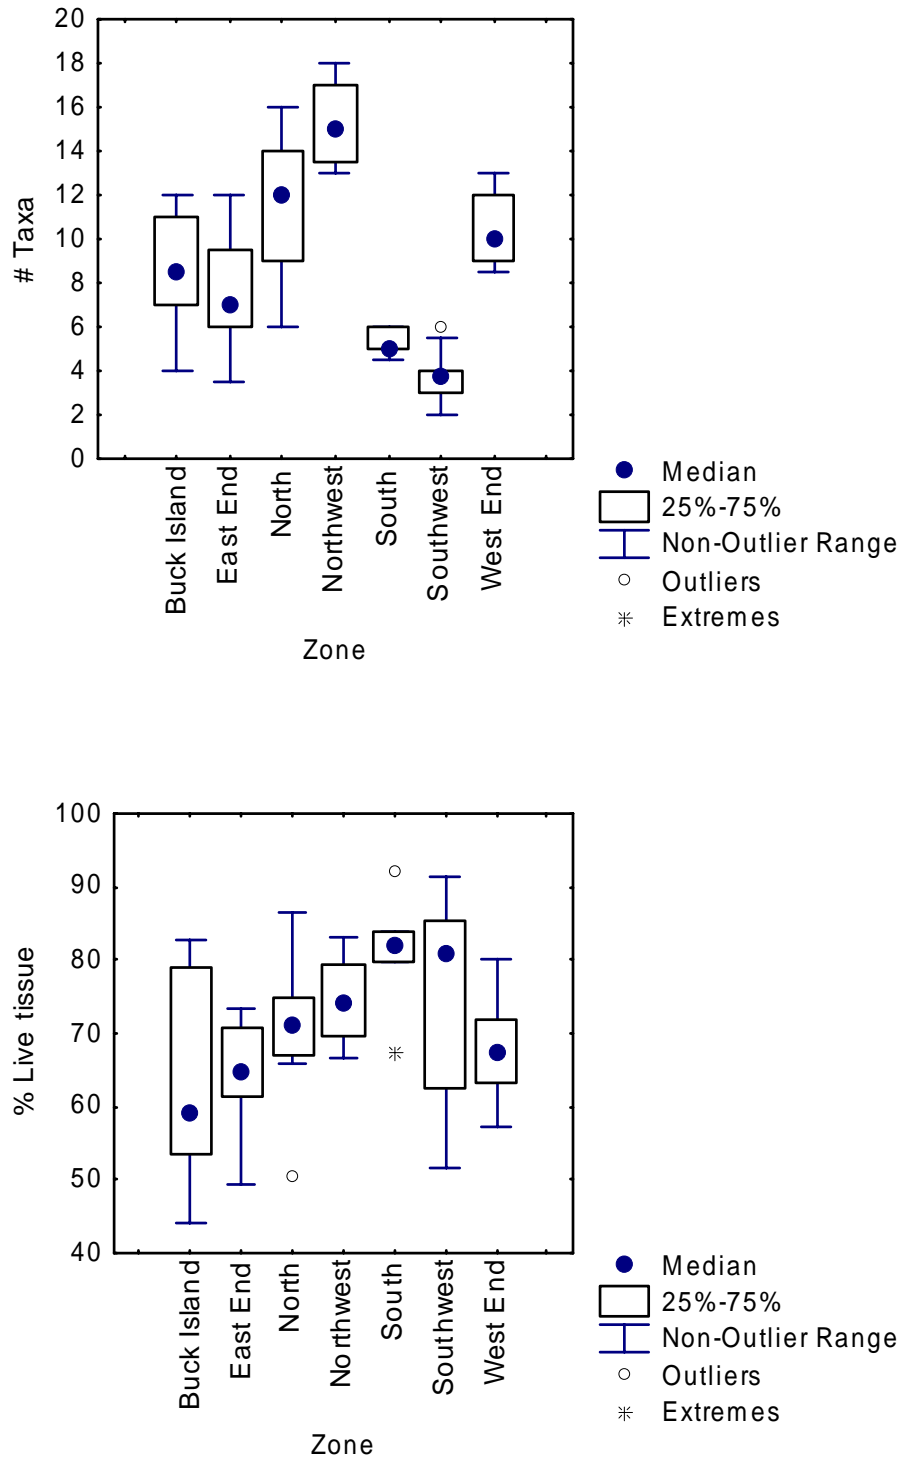 20
18
16
14
12
10
8
6
4
2
0
# Taxa
Buck Island
East End
North
Northwest
South
Southwest
West End
Zone
Median
25%-75%
Non-Outlier Range
Outliers
Extremes
100
90
80
70
60
50
40
% Live tissue
Buck Island
East End
North
Northwest
South
Southwest
West End
Zone
Median
25%-75%
Non-Outlier Range
Outliers
Extremes